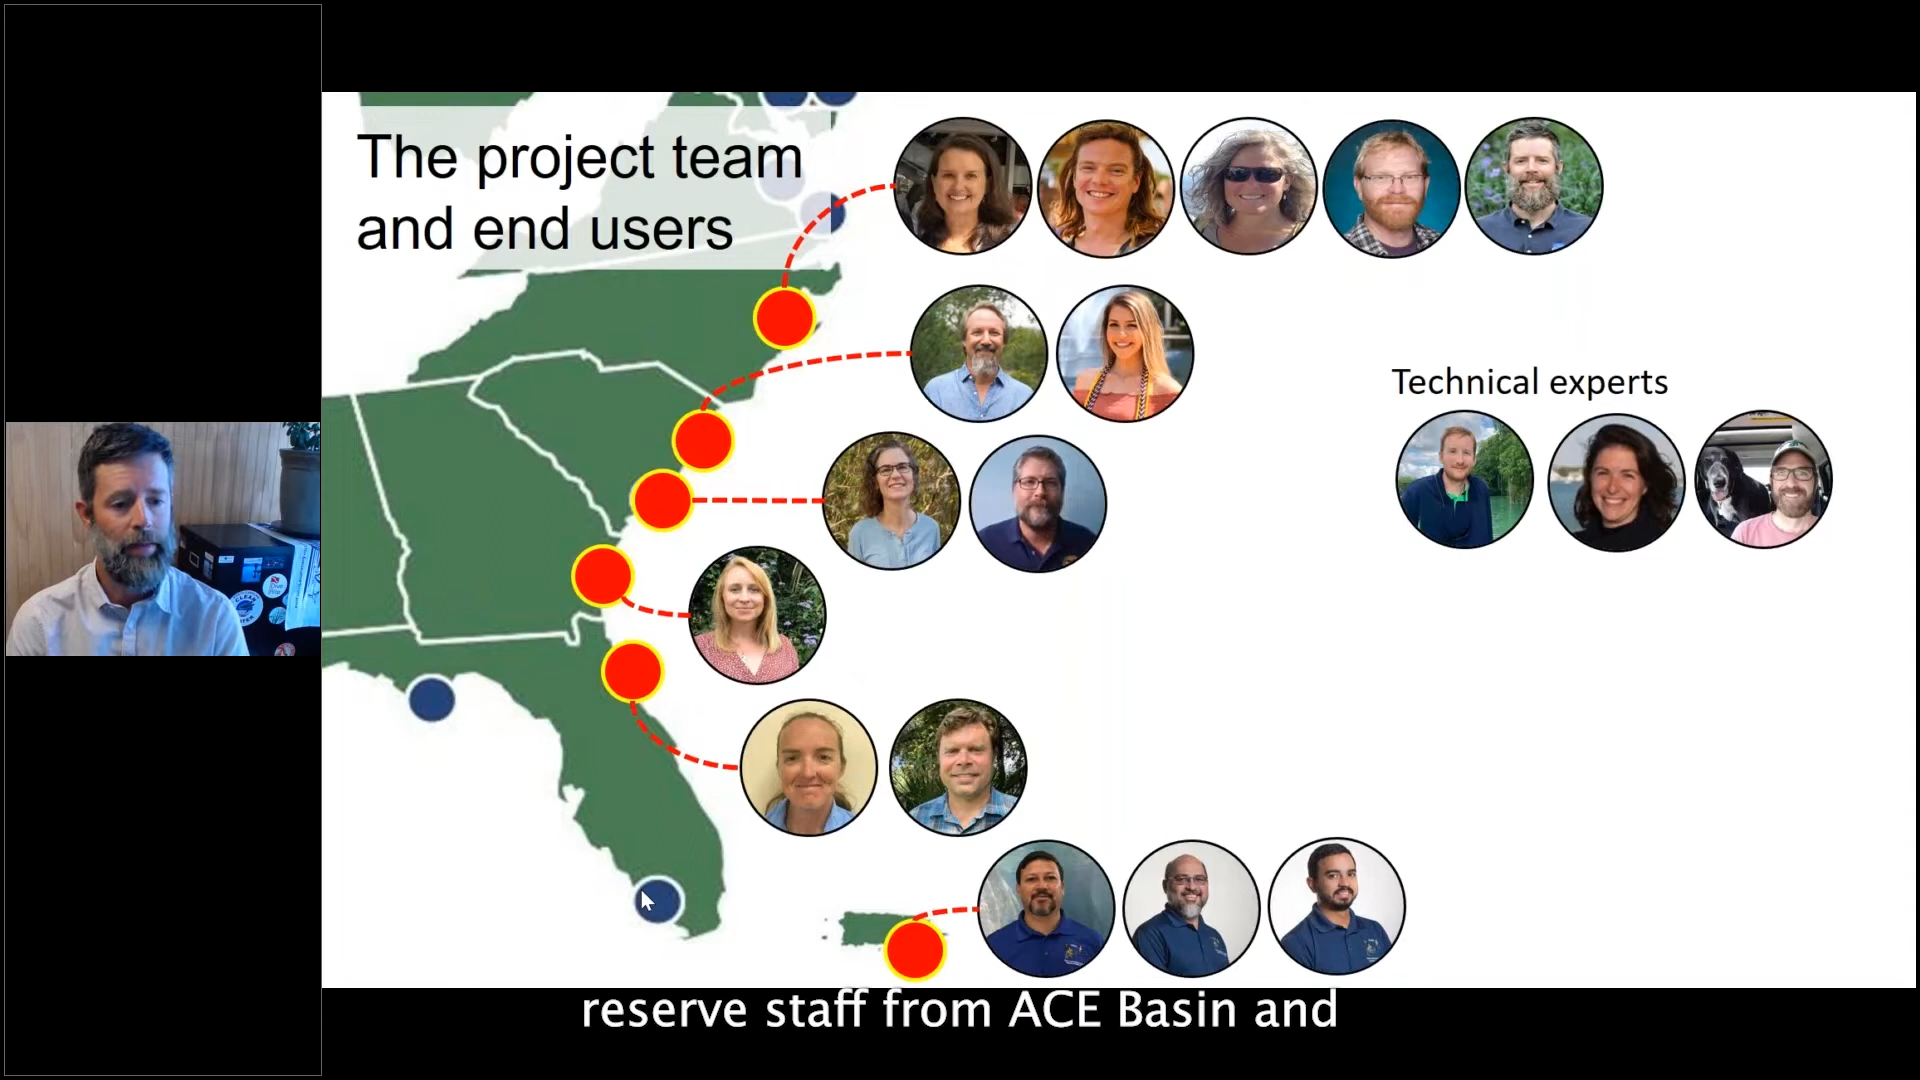 The project team
and end users
Technical experts
reserve staff from ACE Basin and